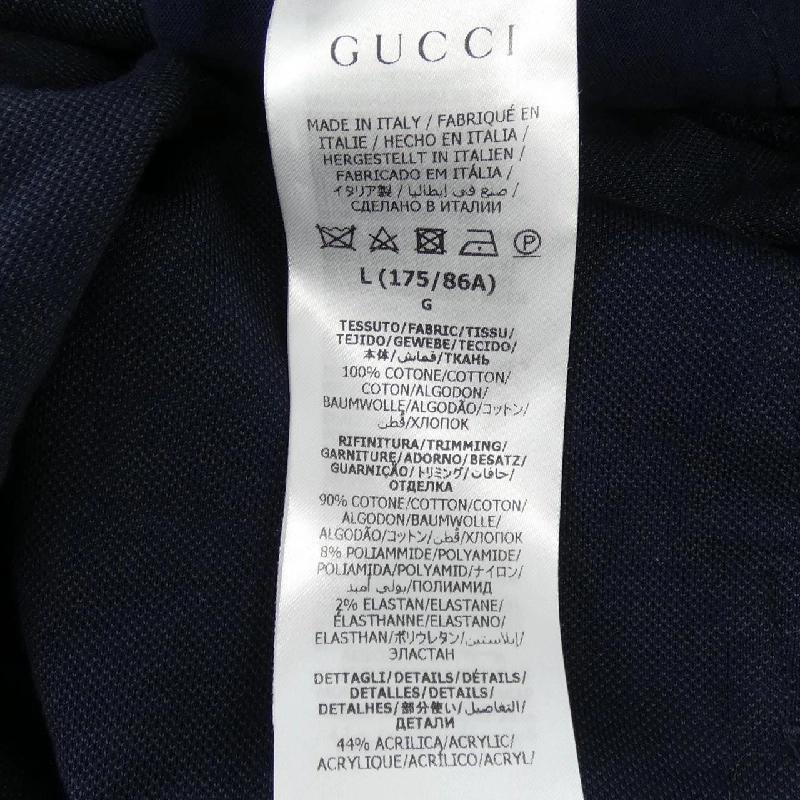 GUCCI
MADE IN ITALY / FABRIQUÉ EN
ITALIE / HECHO EN ITALIA /
HERGESTELLT IN ITALIEN /
FABRICADO EM ITÁLIA /
イタリア製 / صنع في إيطاليا /
СДЕЛАНО В ИТАЛИИ
P
L (175/86A)
G
TESSUTO/FABRIC/TISSU/
TEJIDO/GEWEBE/TECIDO/
本体/قماش/ТКАНЬ
100% COTONE/COTTON/
COTON/ALGODON/
BAUMWOLLE/ALGODÃO/コットン/
قطن/ХЛОПОК
RIFINITURA/TRIMMING/
GARNITURE/ADORNO/BESATZ/
GUARNIÇÃO/トリミング/حافات/
ОТДЕЛКА
90% COTONE/COTTON/COTON/
ALGODON/BAUMWOLLE/
ALGODÃO/コットン/قطن/ХЛОПОК
8% POLIAMMIDE/POLYAMIDE/
POLIAMIDA/POLYAMID/ナイロン/
بولي أميد/ПОЛИАМИД
2% ELASTAN/ELASTANE/
ÉLASTHANNE/ELASTANO/
ELASTHAN/ポリウレタン/إيلاستين/
ЭЛАСТАН
DETTAGLI/DETAILS/DÉTAILS/
DETALLES/DETAILS/
DETALHES/部分使い/التفاصيل/
ДЕТАЛИ
44% ACRILICA/ACRYLIC/
ACRYLIQUE/ACRÍLICO/ACRYL/